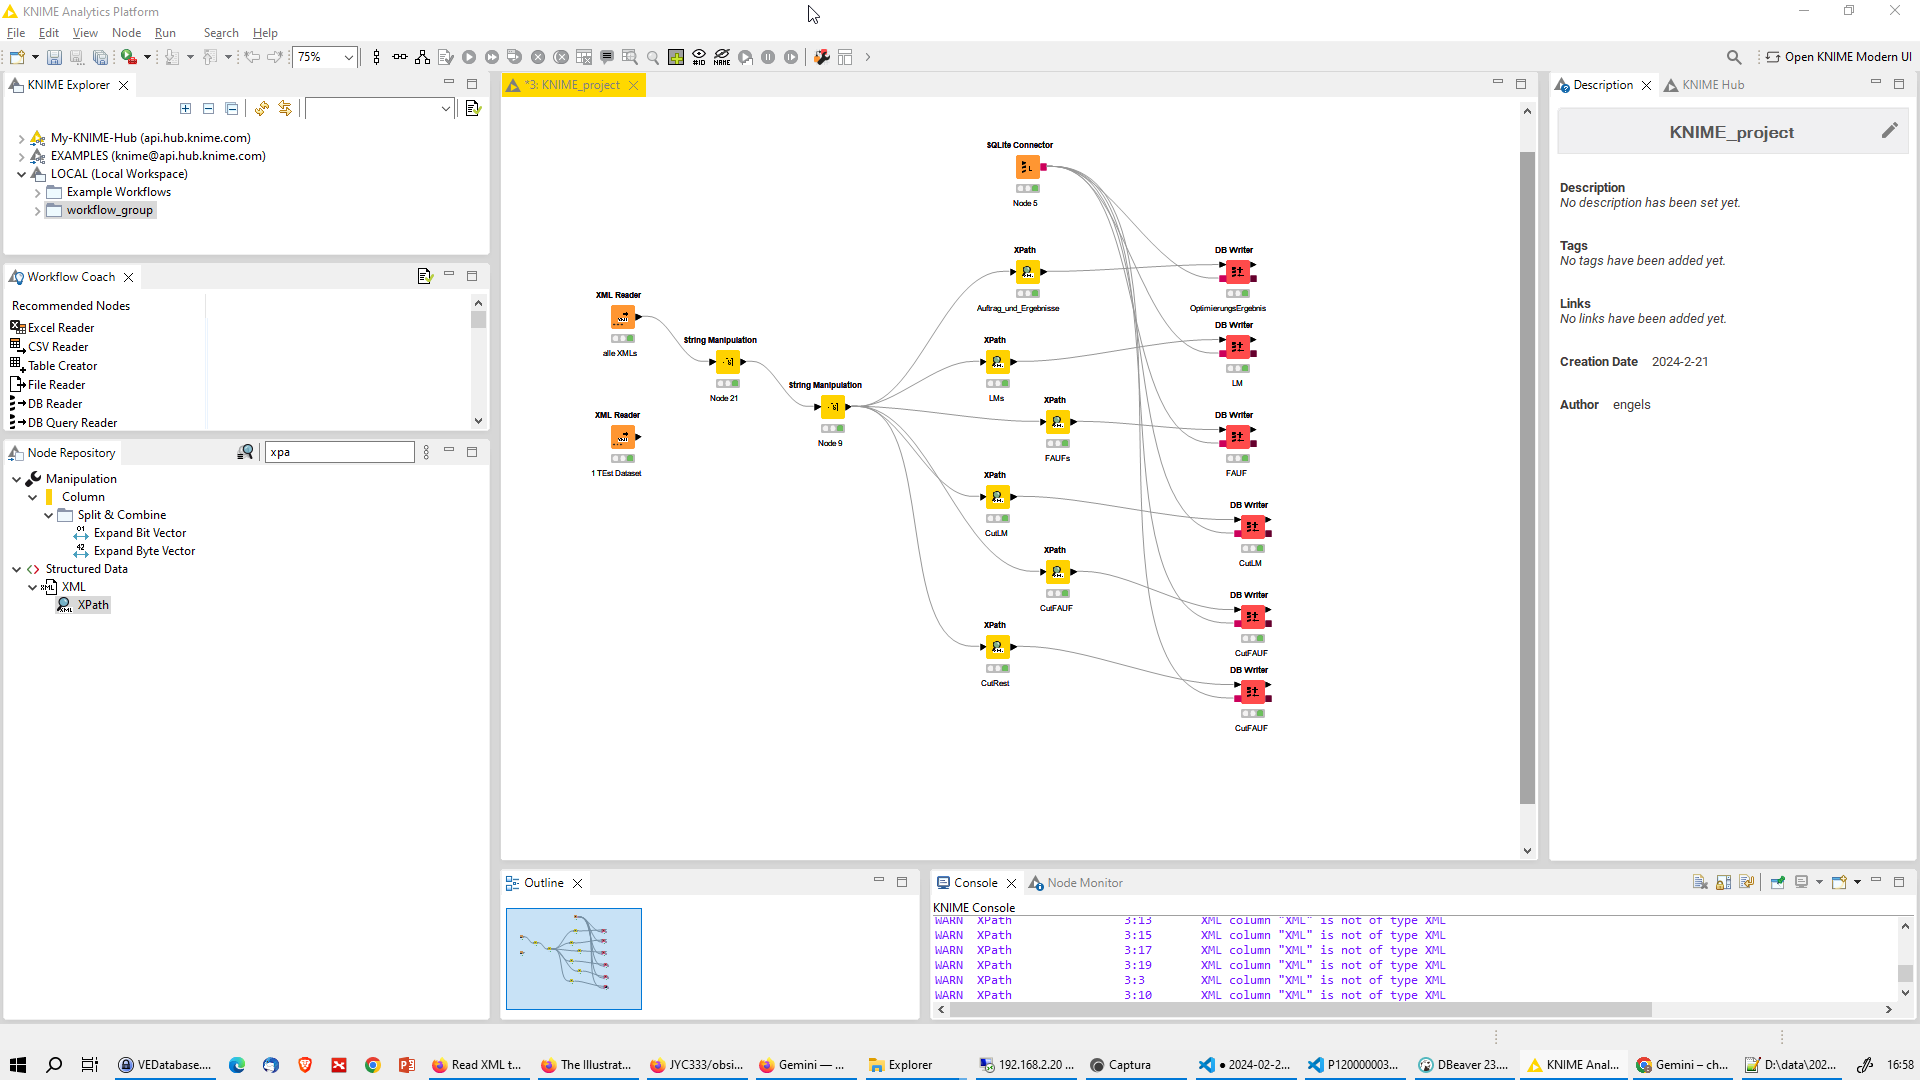 KNIME Analytics Platform
File Edit View Node Run Search Help
75%
Open KNIME Modern UI
KNIME Explorer
My-KNIME-Hub (api.hub.knime.com)
EXAMPLES (knime@api.hub.knime.com)
LOCAL (Local Workspace)
Example Workflows
workflow_group
Workflow Coach
Recommended Nodes
Excel Reader
CSV Reader
Table Creator
File Reader
DB Reader
DB Query Reader
Node Repository
xpa
Manipulation
Column
Split & Combine
Expand Bit Vector
Expand Byte Vector
Structured Data
XML
XPath
*3: KNIME_project
SQLite Connector
Node 5
XML Reader
alle XMLs
XML Reader
1 TEst Dataset
String Manipulation
Node 21
String Manipulation
Node 9
XPath
Auftrag_und_Ergebnisse
XPath
LMs
XPath
FAUFs
XPath
CutLM
XPath
CutFAUF
XPath
CutRest
DB Writer
OptimierungsErgebnis
DB Writer
LM
DB Writer
FAUF
DB Writer
CutLM
DB Writer
CutFAUF
DB Writer
CutFAUF
Description
KNIME Hub
KNIME_project
Description
No description has been set yet.
Tags
No tags have been added yet.
Links
No links have been added yet.
Creation Date 2024-2-21
Author engels
Outline
Console
Node Monitor
KNIME Console
WARN XPath 3:13 XML column "XML" is not of type XML
WARN XPath 3:15 XML column "XML" is not of type XML
WARN XPath 3:17 XML column "XML" is not of type XML
WARN XPath 3:19 XML column "XML" is not of type XML
WARN XPath 3:3 XML column "XML" is not of type XML
WARN XPath 3:10 XML column "XML" is not of type XML
VEDatabase.... Read XML t... The Illustrat... JYC333/obsi... Gemini — ... Explorer 192.168.2.20 ... Captura ● 2024-02-2... P120000003... DBeaver 23.... KNIME Anal... Gemini – ch... D:\data\202... 16:58